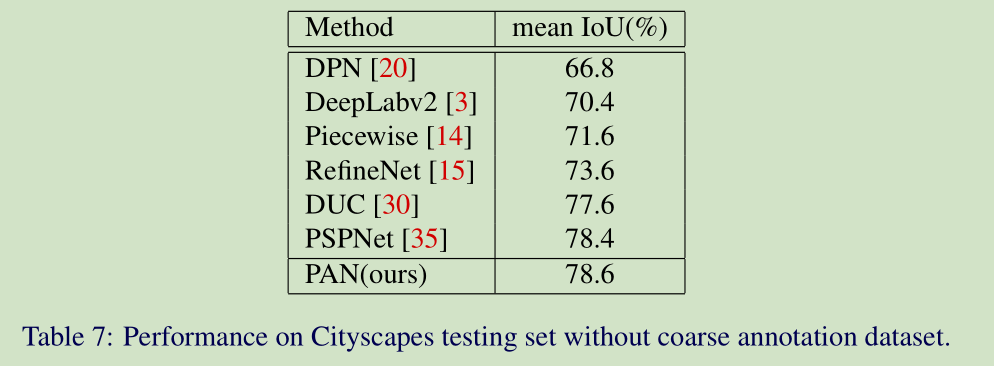 Method mean IoU(%)
DPN [20] 66.8
DeepLabv2 [3] 70.4
Piecewise [14] 71.6
RefineNet [15] 73.6
DUC [30] 77.6
PSPNet [35] 78.4
PAN(ours) 78.6
Table 7: Performance on Cityscapes testing set without coarse annotation dataset.